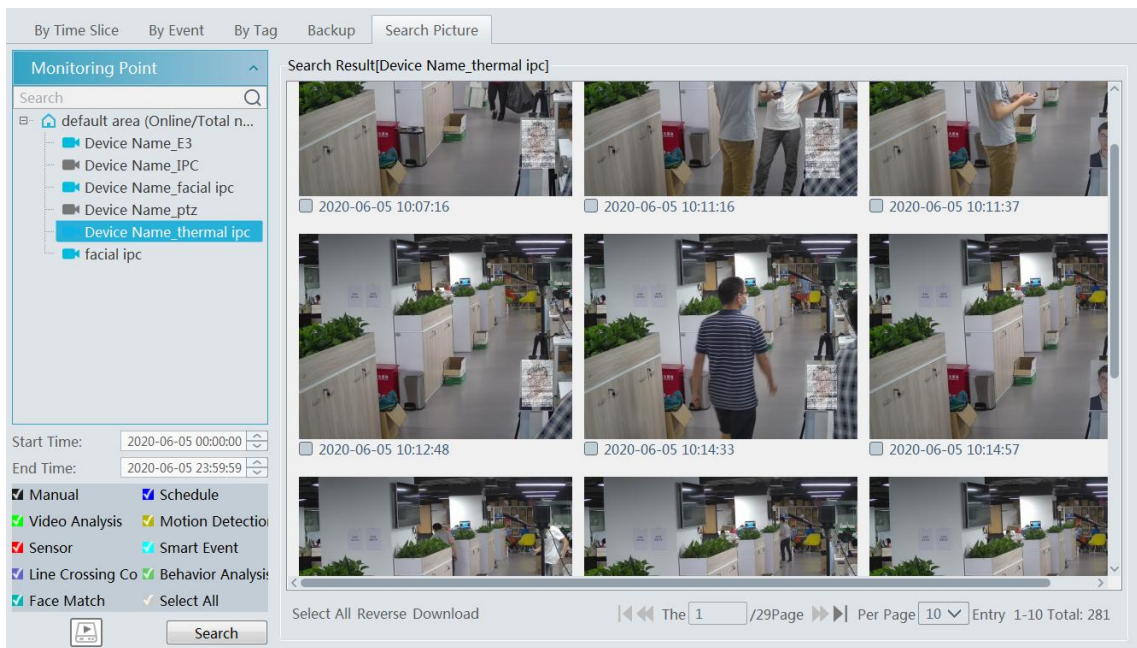 By Time Slice By Event By Tag Backup Search Picture
Monitoring Point
Search
default area (Online/Total n...
Device Name_E3
Device Name_IPC
Device Name_facial ipc
Device Name_ptz
Device Name_thermal ipc
facial ipc
Start Time: 2020-06-05 00:00:00
End Time: 2020-06-05 23:59:59
Manual Schedule
Video Analysis Motion Detectio
Sensor Smart Event
Line Crossing Co Behavior Analysis
Face Match Select All
Search
Search Result[Device Name_thermal ipc]
2020-06-05 10:07:16 2020-06-05 10:11:16 2020-06-05 10:11:37
2020-06-05 10:12:48 2020-06-05 10:14:33 2020-06-05 10:14:57
Select All Reverse Download The 1 /29Page Per Page 10 Entry 1-10 Total: 281